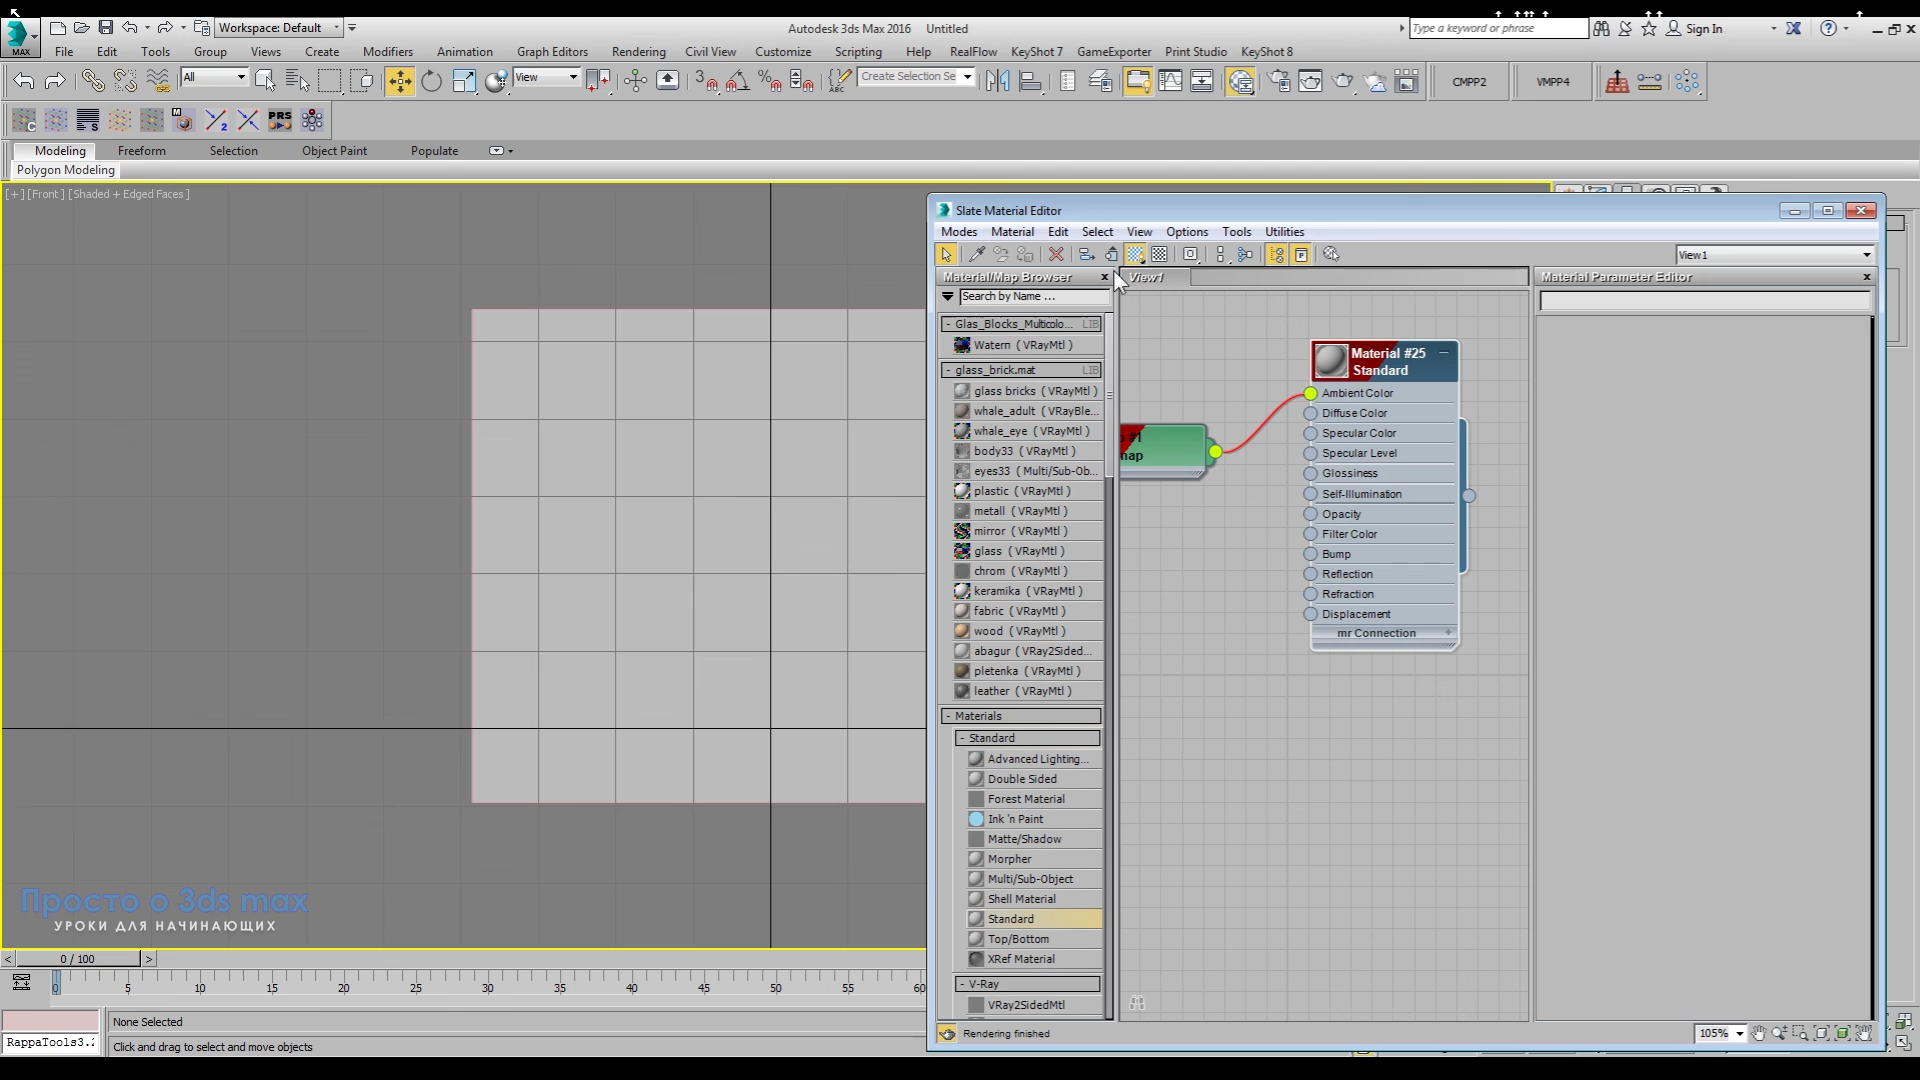 Workspace: Default
Autodesk 3ds Max 2016 Untitled
Type a keyword or phrase
Sign In
MAX
File Edit Tools Group Views Create Modifiers Animation Graph Editors Rendering Civil View Customize Scripting Help RealFlow KeyShot 7 GameExporter Print Studio KeyShot 8
All
View
3
ABC
Create Selection Se
CMPP2
VMPP4
C
S
M
2
PRS
Modeling Freeform Selection Object Paint Populate
Polygon Modeling
[+] [Front] [Shaded + Edged Faces]
Slate Material Editor
Modes Material Edit Select View Options Tools Utilities
View1
Material/Map Browser
View1
Material Parameter Editor
Search by Name ...
- Glas_Blocks_Multicolo... LIB
Watern ( VRayMtl )
- glass_brick.mat LIB
glass bricks ( VRayMtl )
whale_adult ( VRayBle...
whale_eye ( VRayMtl )
body33 ( VRayMtl )
eyes33 ( Multi/Sub-Ob...
plastic ( VRayMtl )
metall ( VRayMtl )
mirror ( VRayMtl )
glass ( VRayMtl )
chrom ( VRayMtl )
keramika ( VRayMtl )
fabric ( VRayMtl )
wood ( VRayMtl )
abagur ( VRay2Sided...
pletenka ( VRayMtl )
leather ( VRayMtl )
- Materials
- Standard
Advanced Lighting...
Double Sided
Forest Material
Ink 'n Paint
Matte/Shadow
Morpher
Multi/Sub-Object
Shell Material
Standard
Top/Bottom
XRef Material
- V-Ray
VRay2SidedMtl
p #1
map
Material #25
Standard
Ambient Color
Diffuse Color
Specular Color
Specular Level
Glossiness
Self-Illumination
Opacity
Filter Color
Bump
Reflection
Refraction
Displacement
mr Connection +
Rendering finished
105%
Просто о 3ds max
УРОКИ ДЛЯ НАЧИНАЮЩИХ
< 0 / 100 >
0 5 10 15 20 25 30 35 40 45 50 55 60
None Selected
RappaTools3.2
Click and drag to select and move objects